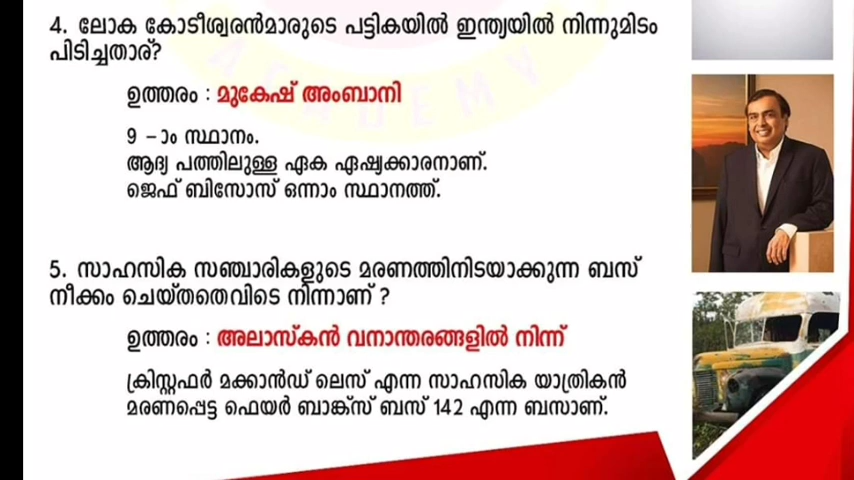 4. ലോക കോടീശ്വരൻമാരുടെ പട്ടികയിൽ ഇന്ത്യയിൽ നിന്നുമിടം
പിടിച്ചതാര്?
ഉത്തരം : മുകേഷ് അംബാനി
9 -ാം സ്ഥാനം.
ആദ്യ പത്തിലുള്ള ഏക ഏഷ്യക്കാരനാണ്.
ജെഫ് ബിസോസ് ഒന്നാം സ്ഥാനത്ത്.
5. സാഹസിക സഞ്ചാരികളുടെ മരണത്തിനിടയാക്കുന്ന ബസ്
നീക്കം ചെയ്തതെവിടെ നിന്നാണ് ?
ഉത്തരം : അലാസ്കൻ വനാന്തരങ്ങളിൽ നിന്ന്
ക്രിസ്റ്റഫർ മക്കാൻഡ് ലെസ് എന്ന സാഹസിക യാത്രികൻ
മരണപ്പെട്ട ഫെയർ ബാങ്ക്സ് ബസ് 142 എന്ന ബസാണ്.
ACADEMY